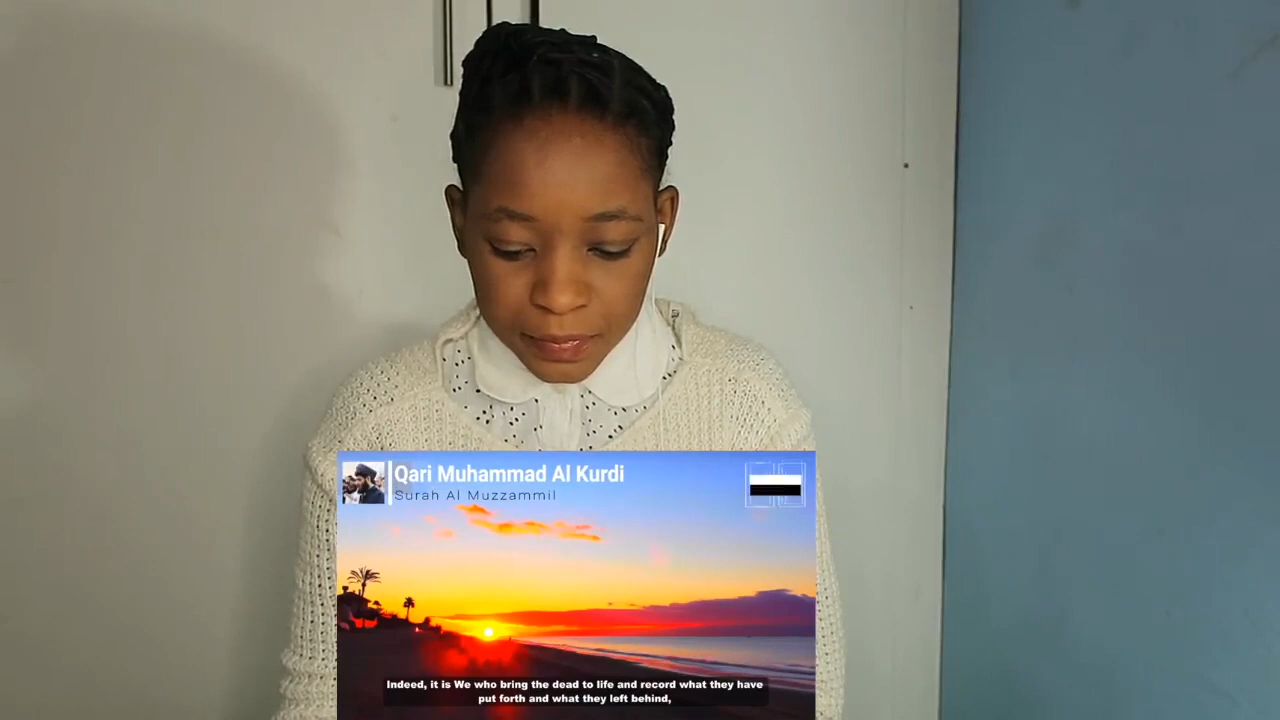 Qari Muhammad Al Kurdi
Surah Al Muzzammil
Indeed, it is We who bring the dead to life and record what they have
put forth and what they left behind,